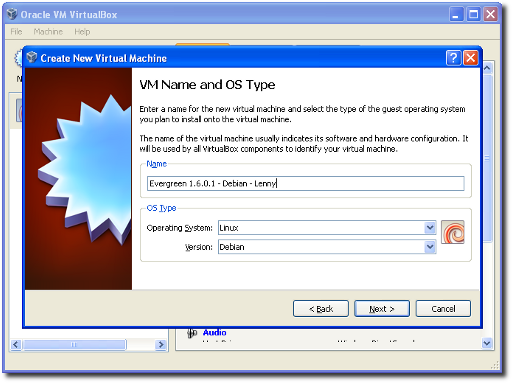 Oracle VM VirtualBox
File Machine Help
Create New Virtual Machine
VM Name and OS Type
Enter a name for the new virtual machine and select the type of the guest operating system
you plan to install onto the virtual machine.
The name of the virtual machine usually indicates its software and hardware configuration. It
will be used by all VirtualBox components to identify your virtual machine.
Name
Evergreen 1.6.0.1 - Debian - Lenny
OS Type
Operating System: Linux
Version: Debian
< Back Next > Cancel
Audio